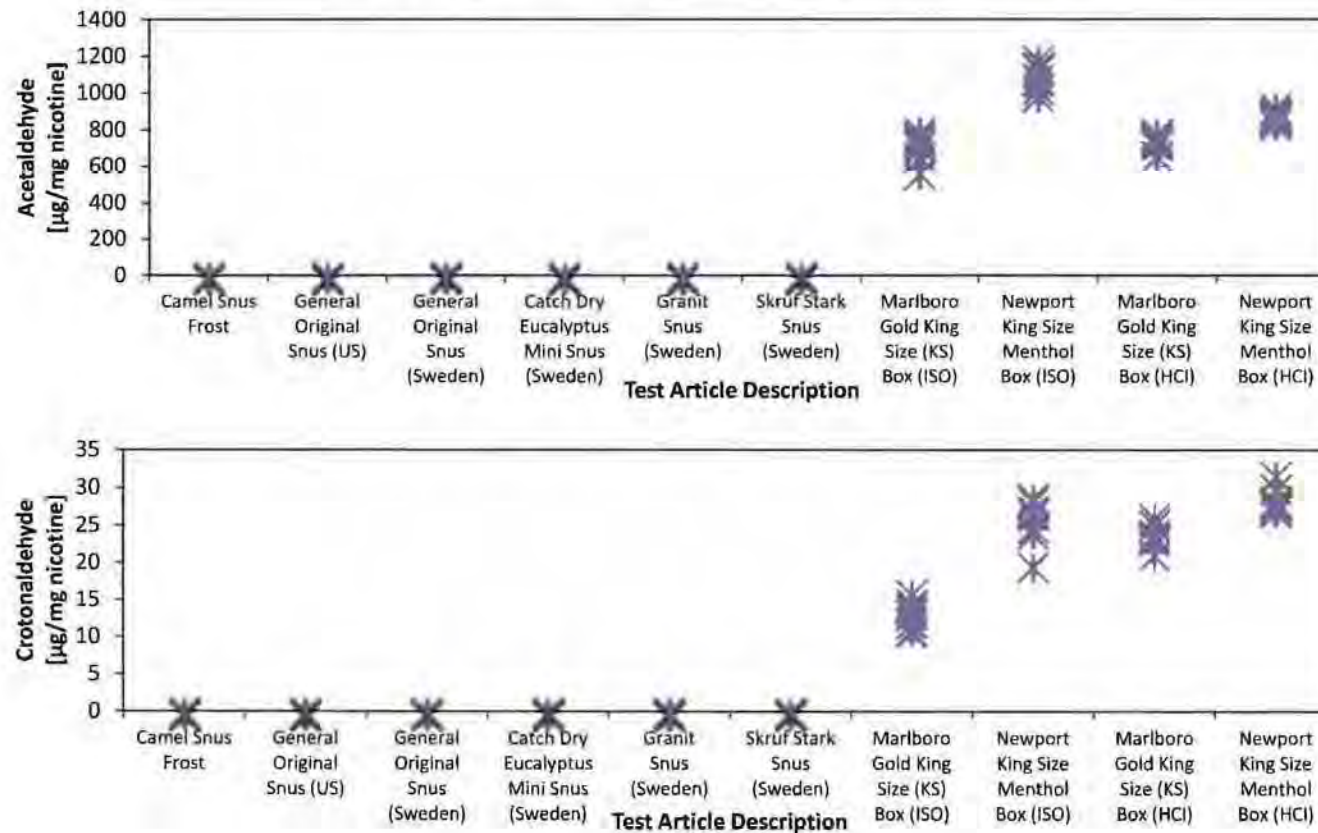 Acetaldehyde
[µg/mg nicotine]
1400
1200
1000
800
600
400
200
0
Camel Snus
Frost
General
Original
Snus (US)
General
Original
Snus
(Sweden)
Catch Dry
Eucalyptus
Mini Snus
(Sweden)
Granit
Snus
(Sweden)
Skruf Stark
Snus
(Sweden)
Marlboro
Gold King
Size (KS)
Box (ISO)
Newport
King Size
Menthol
Box (ISO)
Marlboro
Gold King
Size (KS)
Box (HCI)
Newport
King Size
Menthol
Box (HCI)
Test Article Description
Crotonaldehyde
[µg/mg nicotine]
35
30
25
20
15
10
5
0
Camel Snus
Frost
General
Original
Snus (US)
General
Original
Snus
(Sweden)
Catch Dry
Eucalyptus
Mini Snus
(Sweden)
Granit
Snus
(Sweden)
Skruf Stark
Snus
(Sweden)
Marlboro
Gold King
Size (KS)
Box (ISO)
Newport
King Size
Menthol
Box (ISO)
Marlboro
Gold King
Size (KS)
Box (HCI)
Newport
King Size
Menthol
Box (HCI)
Test Article Description